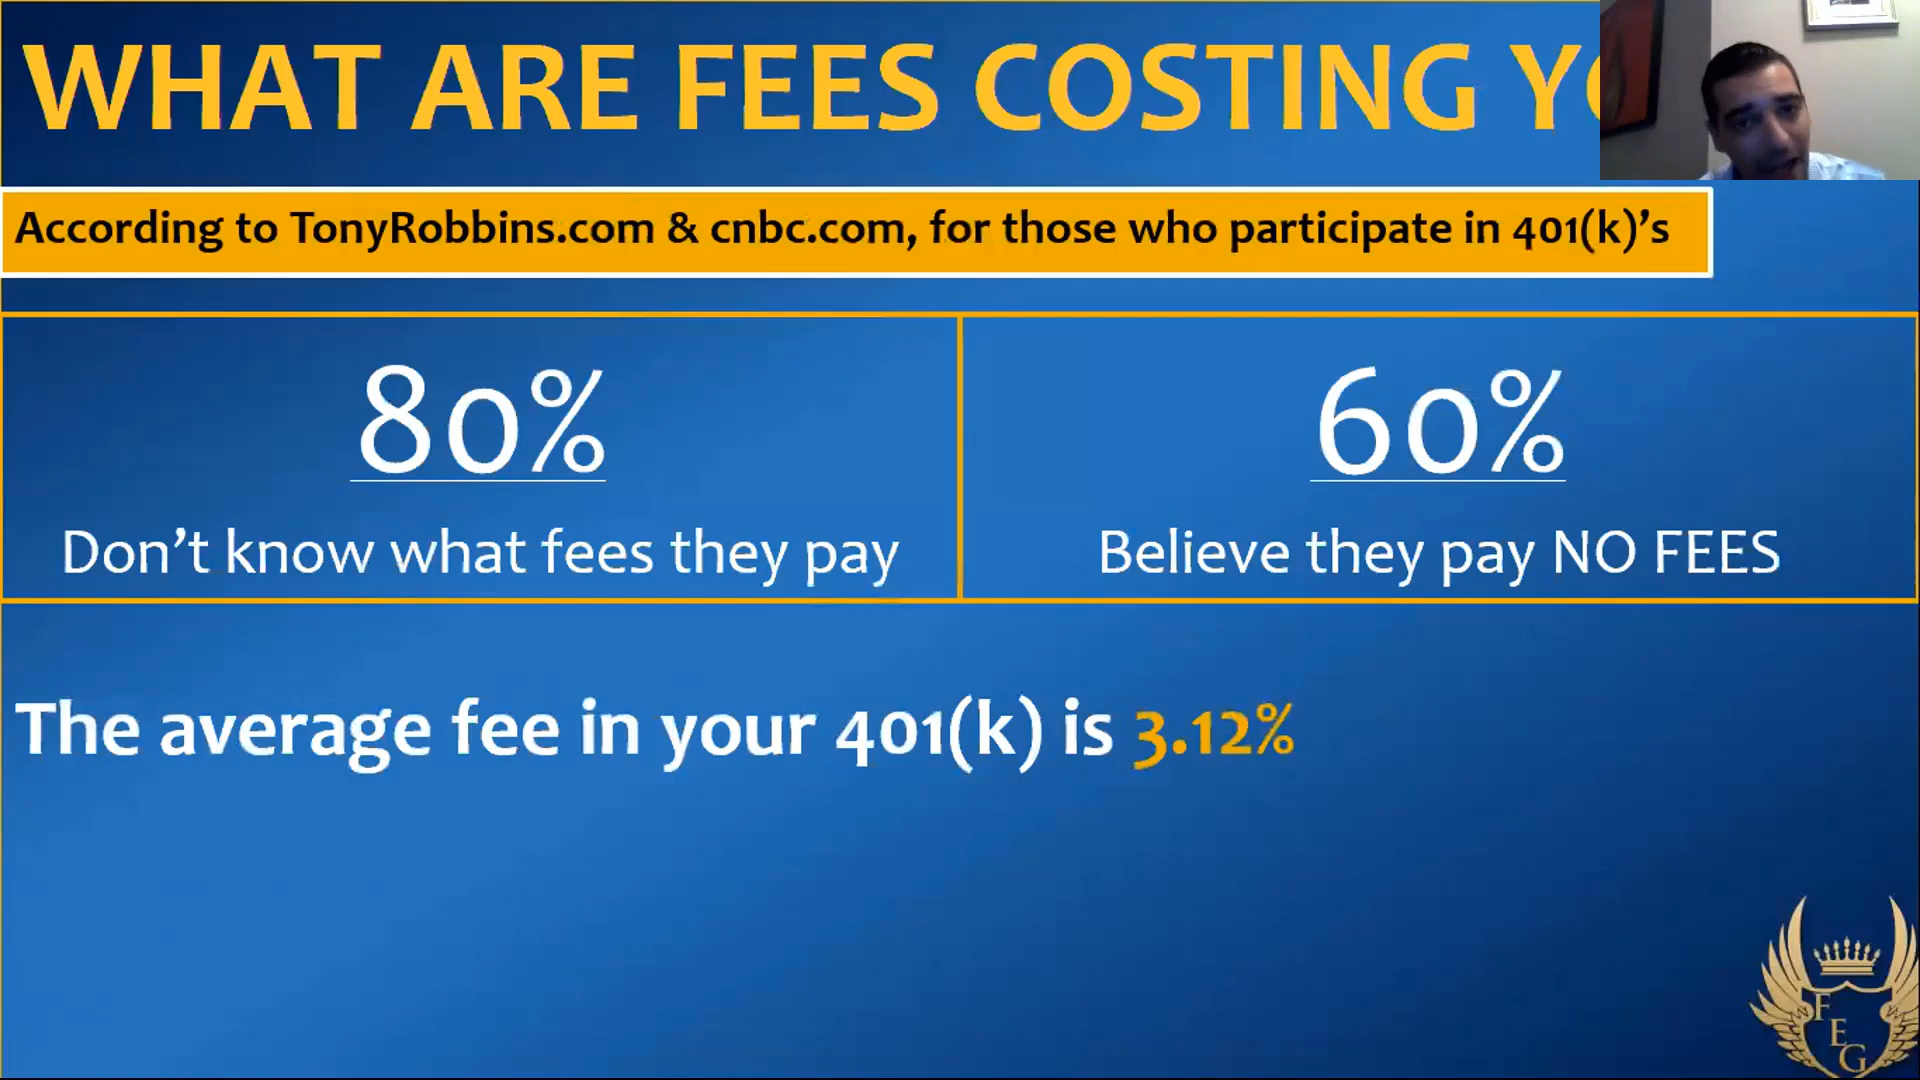 WHAT ARE FEES COSTING
According to TonyRobbins.com & cnbc.com, for those who participate in 401(k)’s
80%
Don’t know what fees they pay
60%
Believe they pay NO FEES
The average fee in your 401(k) is 3.12%
F
E
G